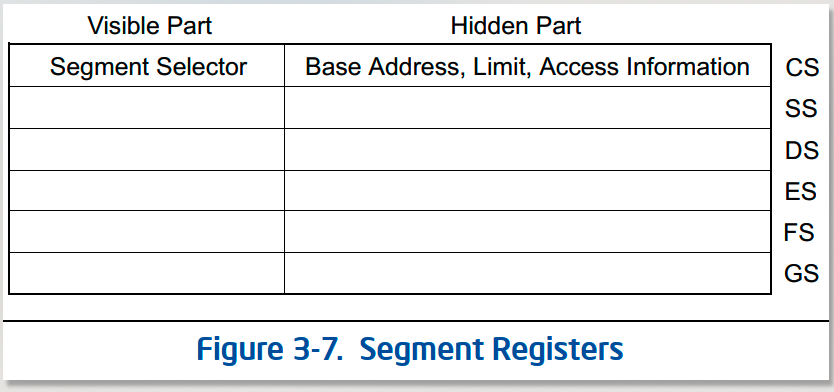 Visible Part Hidden Part
Segment Selector Base Address, Limit, Access Information CS
SS
DS
ES
FS
GS
Figure 3-7. Segment Registers